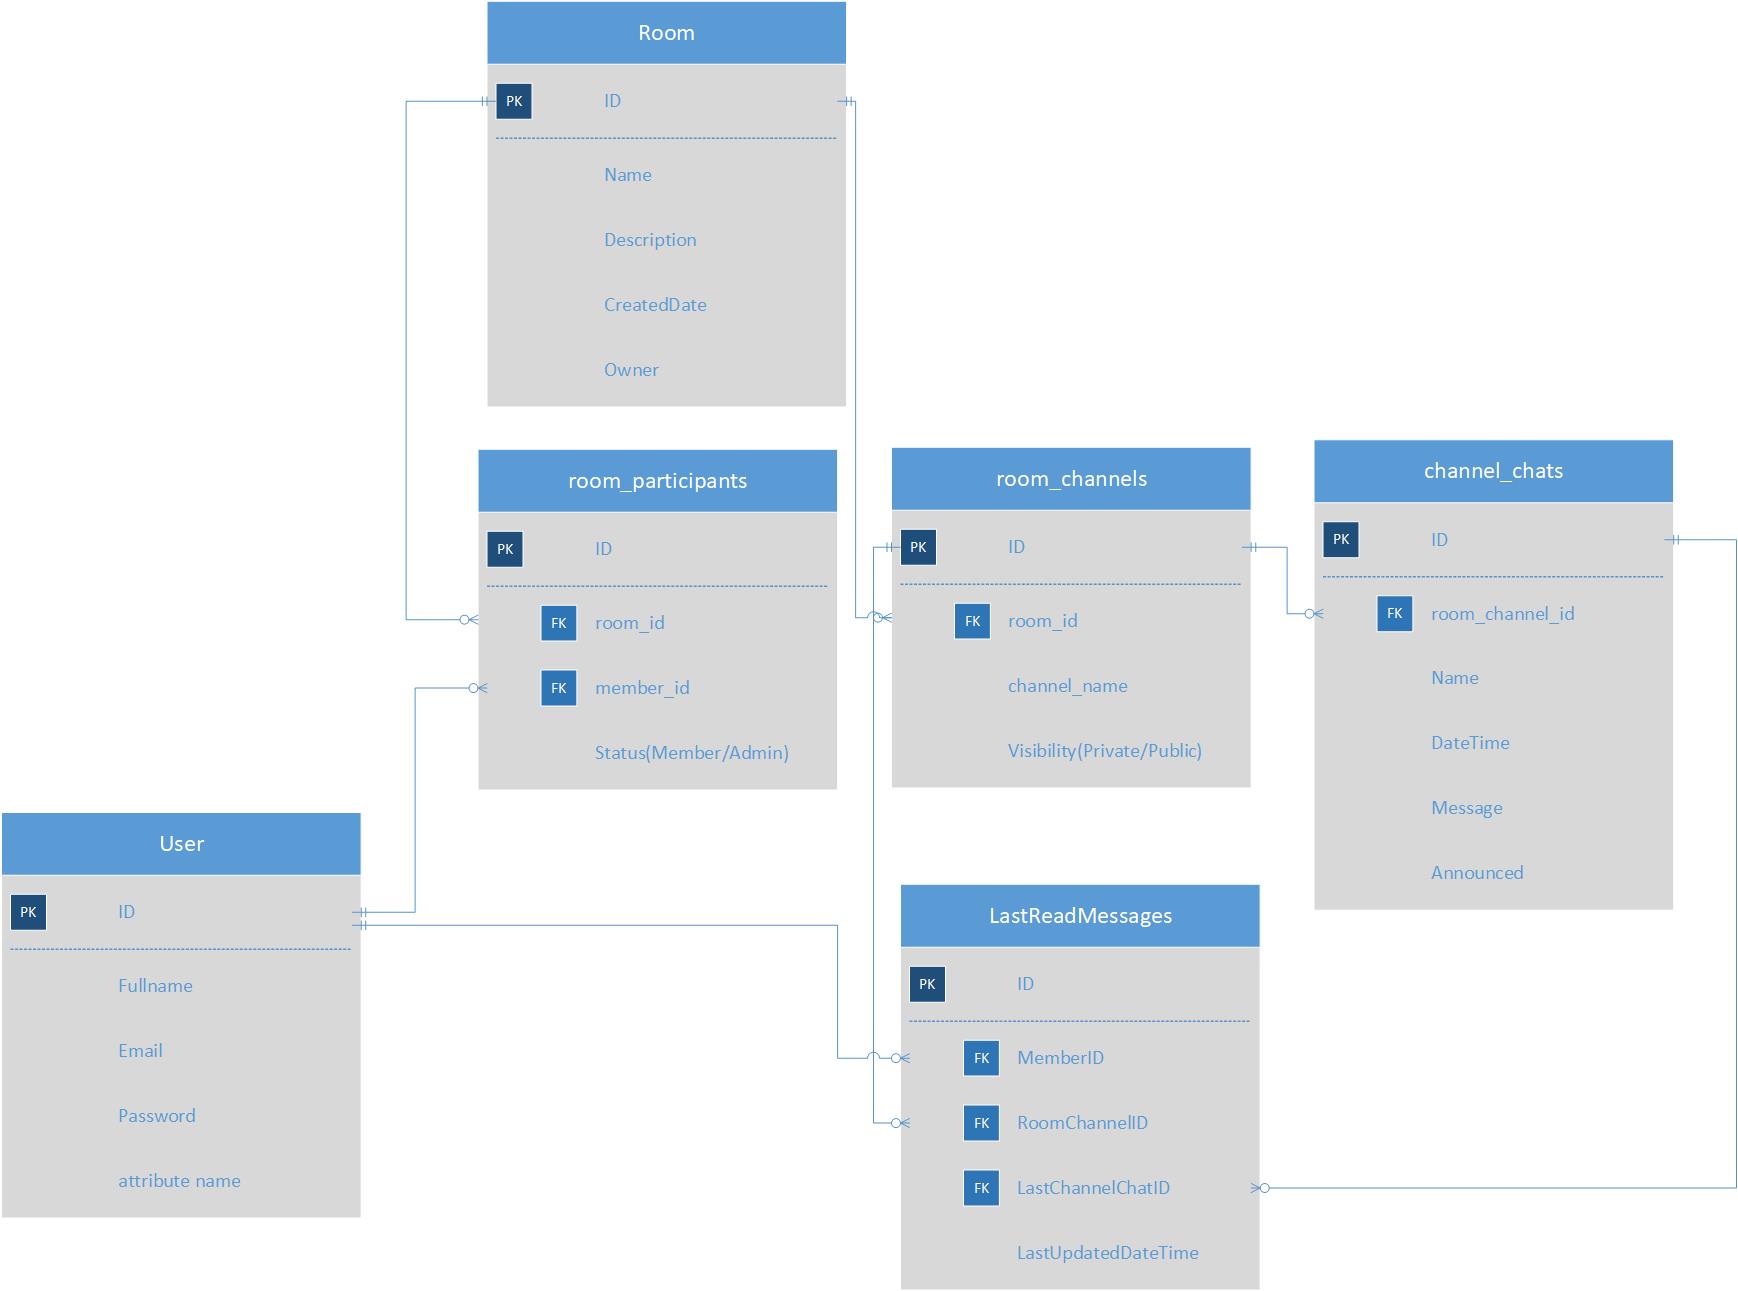 Room
PK ID
Name
Description
CreatedDate
Owner
room_participants
PK ID
FK room_id
FK member_id
Status(Member/Admin)
room_channels
PK ID
FK room_id
channel_name
Visibility(Private/Public)
channel_chats
PK ID
FK room_channel_id
Name
DateTime
Message
Announced
User
PK ID
Fullname
Email
Password
attribute name
LastReadMessages
PK ID
FK MemberID
FK RoomChannelID
FK LastChannelChatID
LastUpdatedDateTime